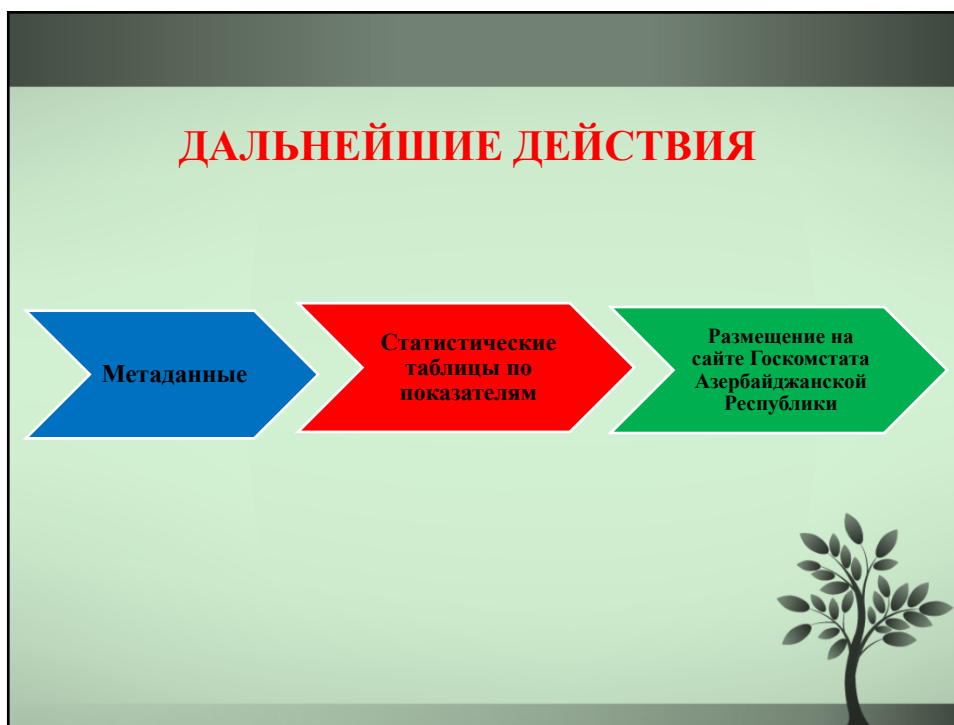 ДАЛЬНЕЙШИЕ ДЕЙСТВИЯ
Метаданные
Статистические
таблицы по
показателям
Размещение на
сайте Госкомстата
Азербайджанской
Республики